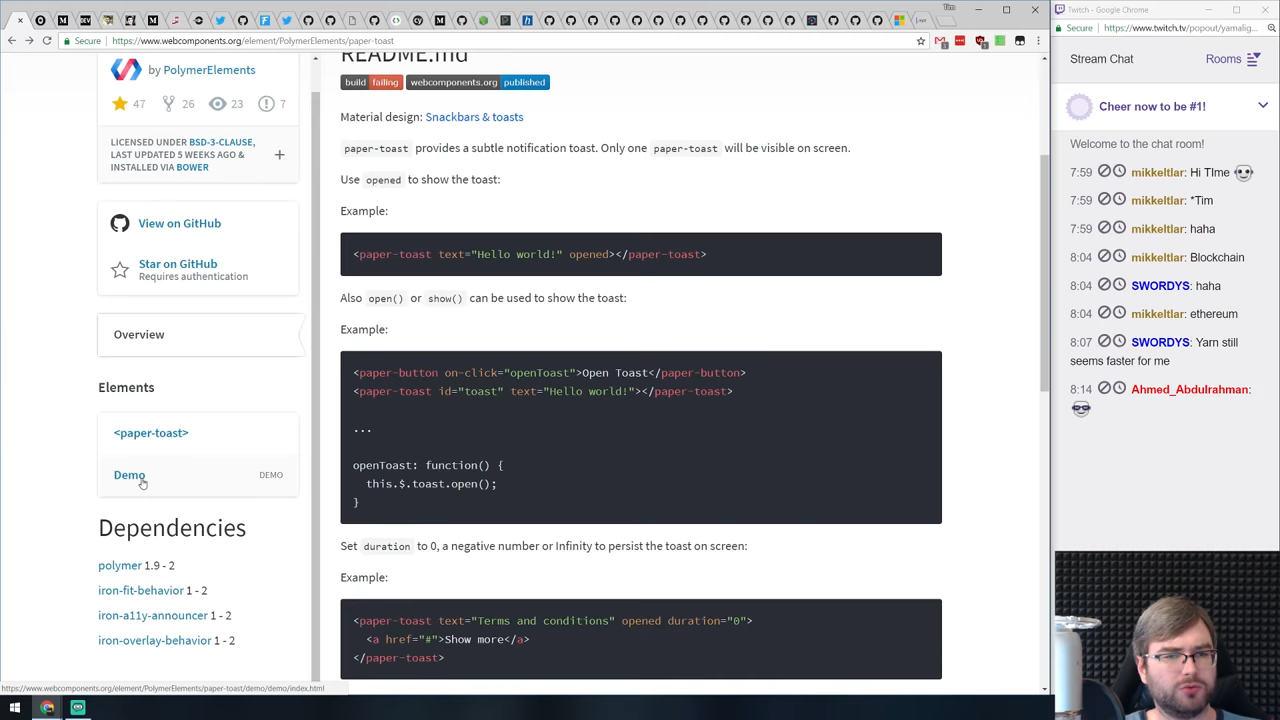 Tim
Secure
https://www.webcomponents.org/element/PolymerElements/paper-toast
by PolymerElements
47
26
23
7
LICENSED UNDER BSD-3-CLAUSE,
LAST UPDATED 5 WEEKS AGO &
INSTALLED VIA BOWER
View on GitHub
Star on GitHub
Requires authentication
Overview
Elements
<paper-toast>
Demo
DEMO
Dependencies
polymer 1.9 - 2
iron-fit-behavior 1 - 2
iron-a11y-announcer 1 - 2
iron-overlay-behavior 1 - 2
https://www.webcomponents.org/element/PolymerElements/paper-toast/demo/demo/index.html
README.md
build failing webcomponents.org published
Material design: Snackbars & toasts
paper-toast provides a subtle notification toast. Only one paper-toast will be visible on screen.
Use opened to show the toast:
Example:
<paper-toast text="Hello world!" opened></paper-toast>
Also open() or show() can be used to show the toast:
Example:
<paper-button on-click="openToast">Open Toast</paper-button>
<paper-toast id="toast" text="Hello world!"></paper-toast>
...
openToast: function() {
this.$.toast.open();
}
Set duration to 0, a negative number or Infinity to persist the toast on screen:
Example:
<paper-toast text="Terms and conditions" opened duration="0">
<a href="#">Show more</a>
</paper-toast>
Twitch - Google Chrome
Secure
https://www.twitch.tv/popout/yamalig...
Stream Chat
Rooms
Cheer now to be #1!
Welcome to the chat room!
7:59 mikkeltlar: Hi TIme
7:59 mikkeltlar: *Tim
7:59 mikkeltlar: haha
8:04 mikkeltlar: Blockchain
8:04 SWORDYS: haha
8:04 mikkeltlar: ethereum
8:07 SWORDYS: Yarn still
seems faster for me
8:14 Ahmed_Abdulrahman: